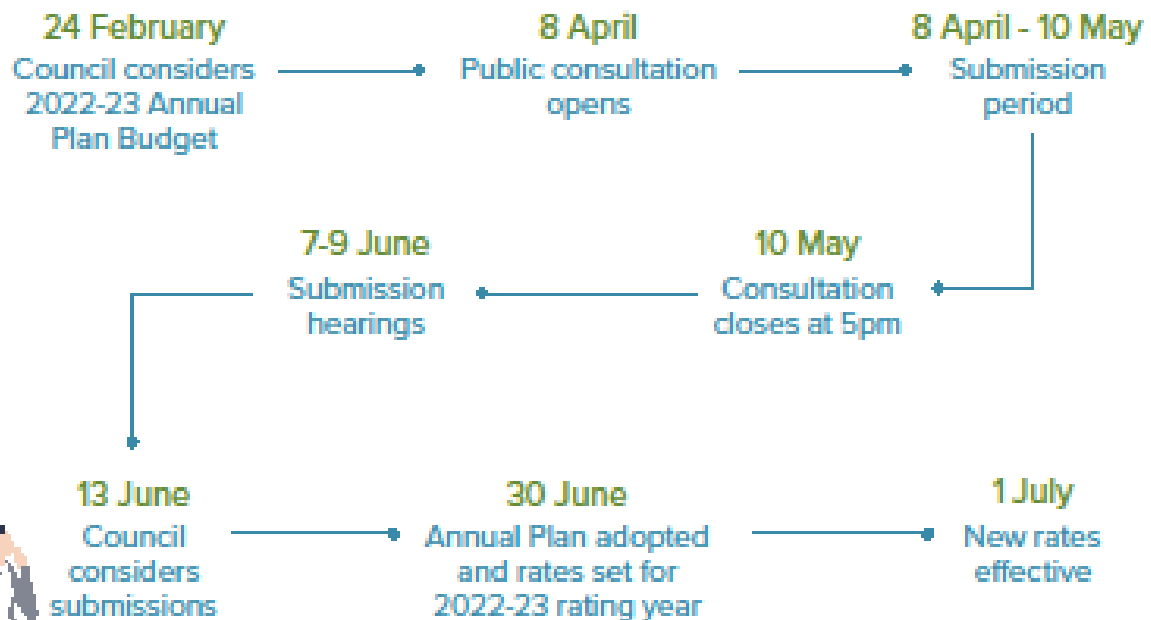 24 February
Council considers
2022-23 Annual
Plan Budget
8 April
Public consultation
opens
8 April - 10 May
Submission
period
10 May
Consultation
closes at 5pm
7-9 June
Submission
hearings
13 June
Council
considers
submissions
30 June
Annual Plan adopted
and rates set for
2022-23 rating year
1 July
New rates
effective